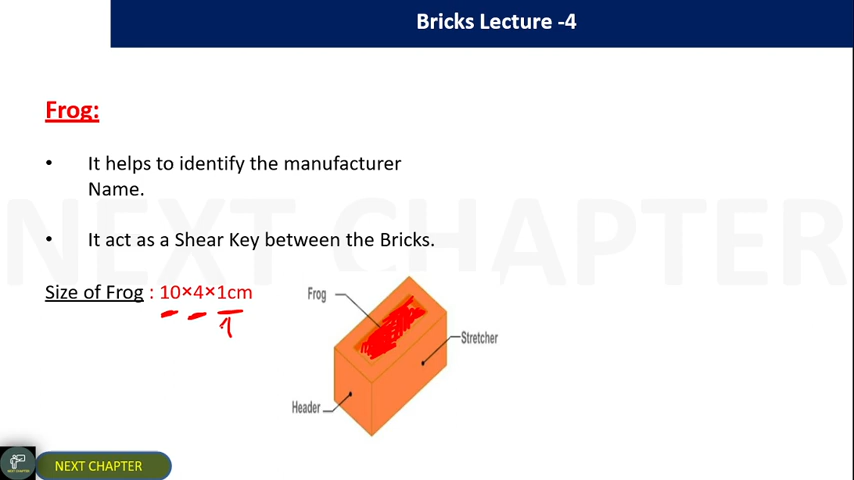 Bricks Lecture -4
Frog:
• It helps to identify the manufacturer
Name.
• It act as a Shear Key between the Bricks.
Size of Frog : 10×4×1cm
Frog
Stretcher
Header
NEXT CHAPTER
NEXT CHAPTER